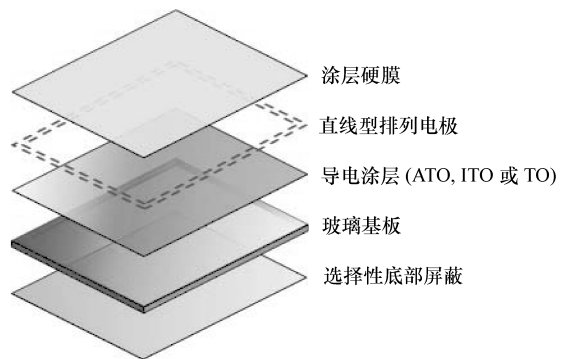 涂层硬膜
直线型排列电极
导电涂层 (ATO, ITO 或 TO)
玻璃基板
选择性底部屏蔽